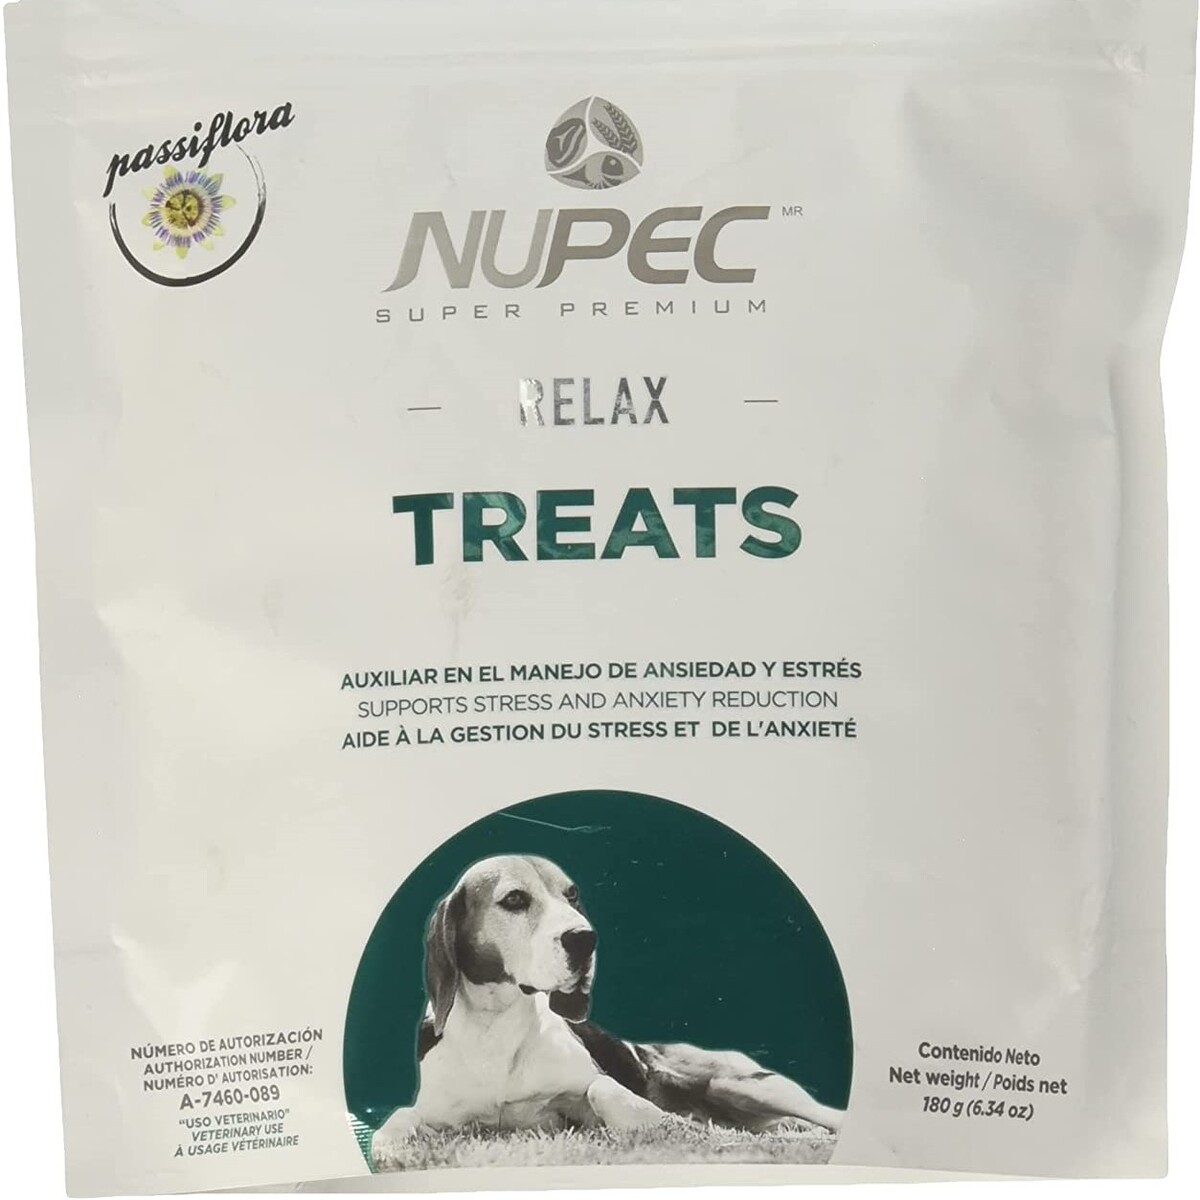 passiflora
NUPEC MR
SUPER PREMIUM
— RELAX —
TREATS
AUXILIAR EN EL MANEJO DE ANSIEDAD Y ESTRÉS
SUPPORTS STRESS AND ANXIETY REDUCTION
AIDE À LA GESTION DU STRESS ET DE L'ANXIETÉ
NÚMERO DE AUTORIZACIÓN
AUTHORIZATION NUMBER /
NUMÉRO D' AUTORISATION:
A-7460-089
"USO VETERINARIO"
VETERINARY USE
À USAGE VÉTÉRINAIRE
Contenido Neto
Net weight / Poids net
180 g (6.34 oz)